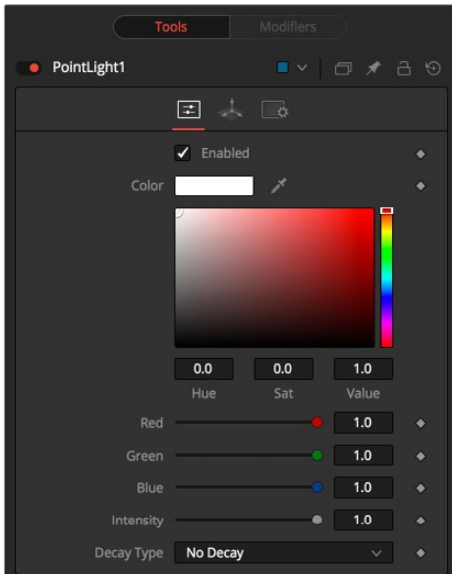 Tools Modifiers
PointLight1
Enabled
Color
0.0 0.0 1.0
Hue Sat Value
Red 1.0
Green 1.0
Blue 1.0
Intensity 1.0
Decay Type No Decay